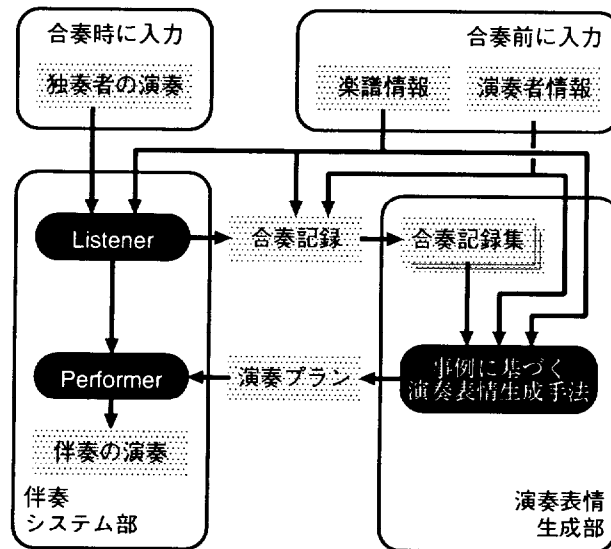 合奏時に入力
独奏者の演奏
合奏前に入力
楽譜情報
演奏者情報
Listener
合奏記録
合奏記録集
Performer
演奏プラン
事例に基づく
演奏表情生成手法
伴奏の演奏
伴奏
システム部
演奏表情
生成部